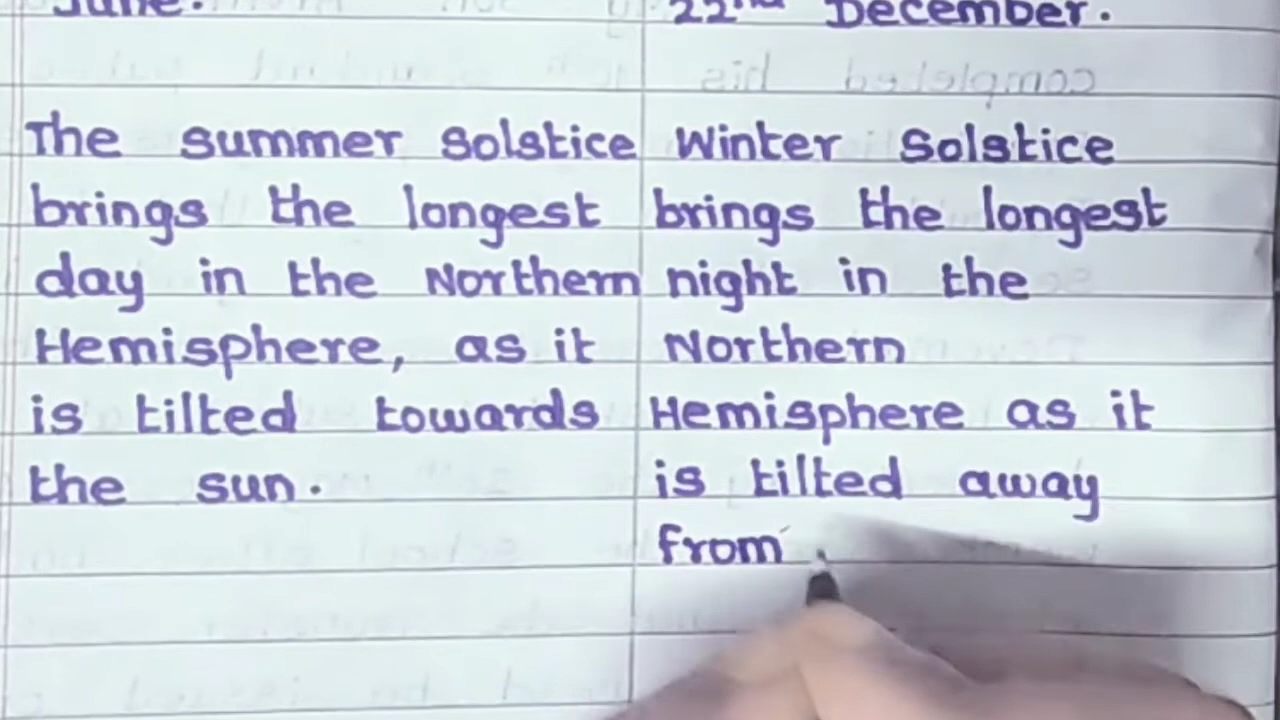 June.
22nd December.
The summer solstice
brings the longest
day in the Northern
Hemisphere, as it
is tilted towards
the sun.
Winter Solstice
brings the longest
night in the
Northern
Hemisphere as it
is tilted away
from